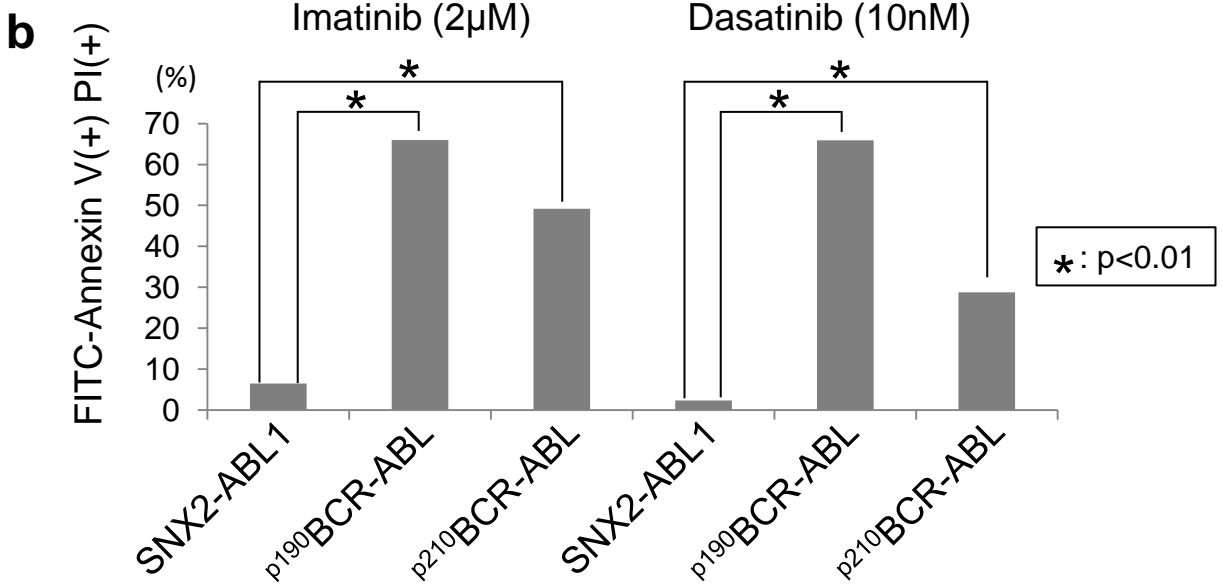 b
Imatinib (2µM)
Dasatinib (10nM)
FITC-Annexin V(+) PI(+)
(%)
*
*
*
*
70
60
50
40
30
20
10
0
* : p<0.01
SNX2-ABL1
p190BCR-ABL
p210BCR-ABL
SNX2-ABL1
p190BCR-ABL
p210BCR-ABL